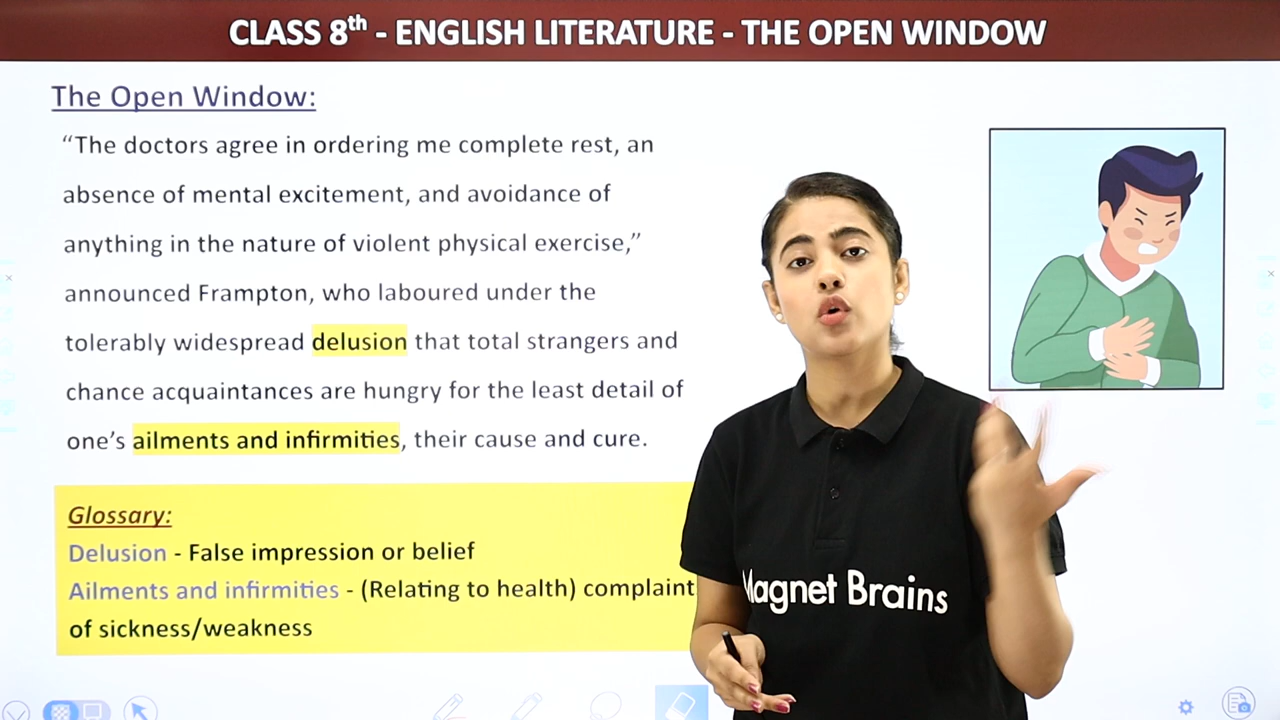 CLASS 8th - ENGLISH LITERATURE - THE OPEN WINDOW
The Open Window:
“The doctors agree in ordering me complete rest, an
absence of mental excitement, and avoidance of
anything in the nature of violent physical exercise,”
announced Frampton, who laboured under the
tolerably widespread delusion that total strangers and
chance acquaintances are hungry for the least detail of
one’s ailments and infirmities, their cause and cure.
Glossary:
Delusion - False impression or belief
Ailments and infirmities - (Relating to health) complaint
of sickness/weakness
Magnet Brains